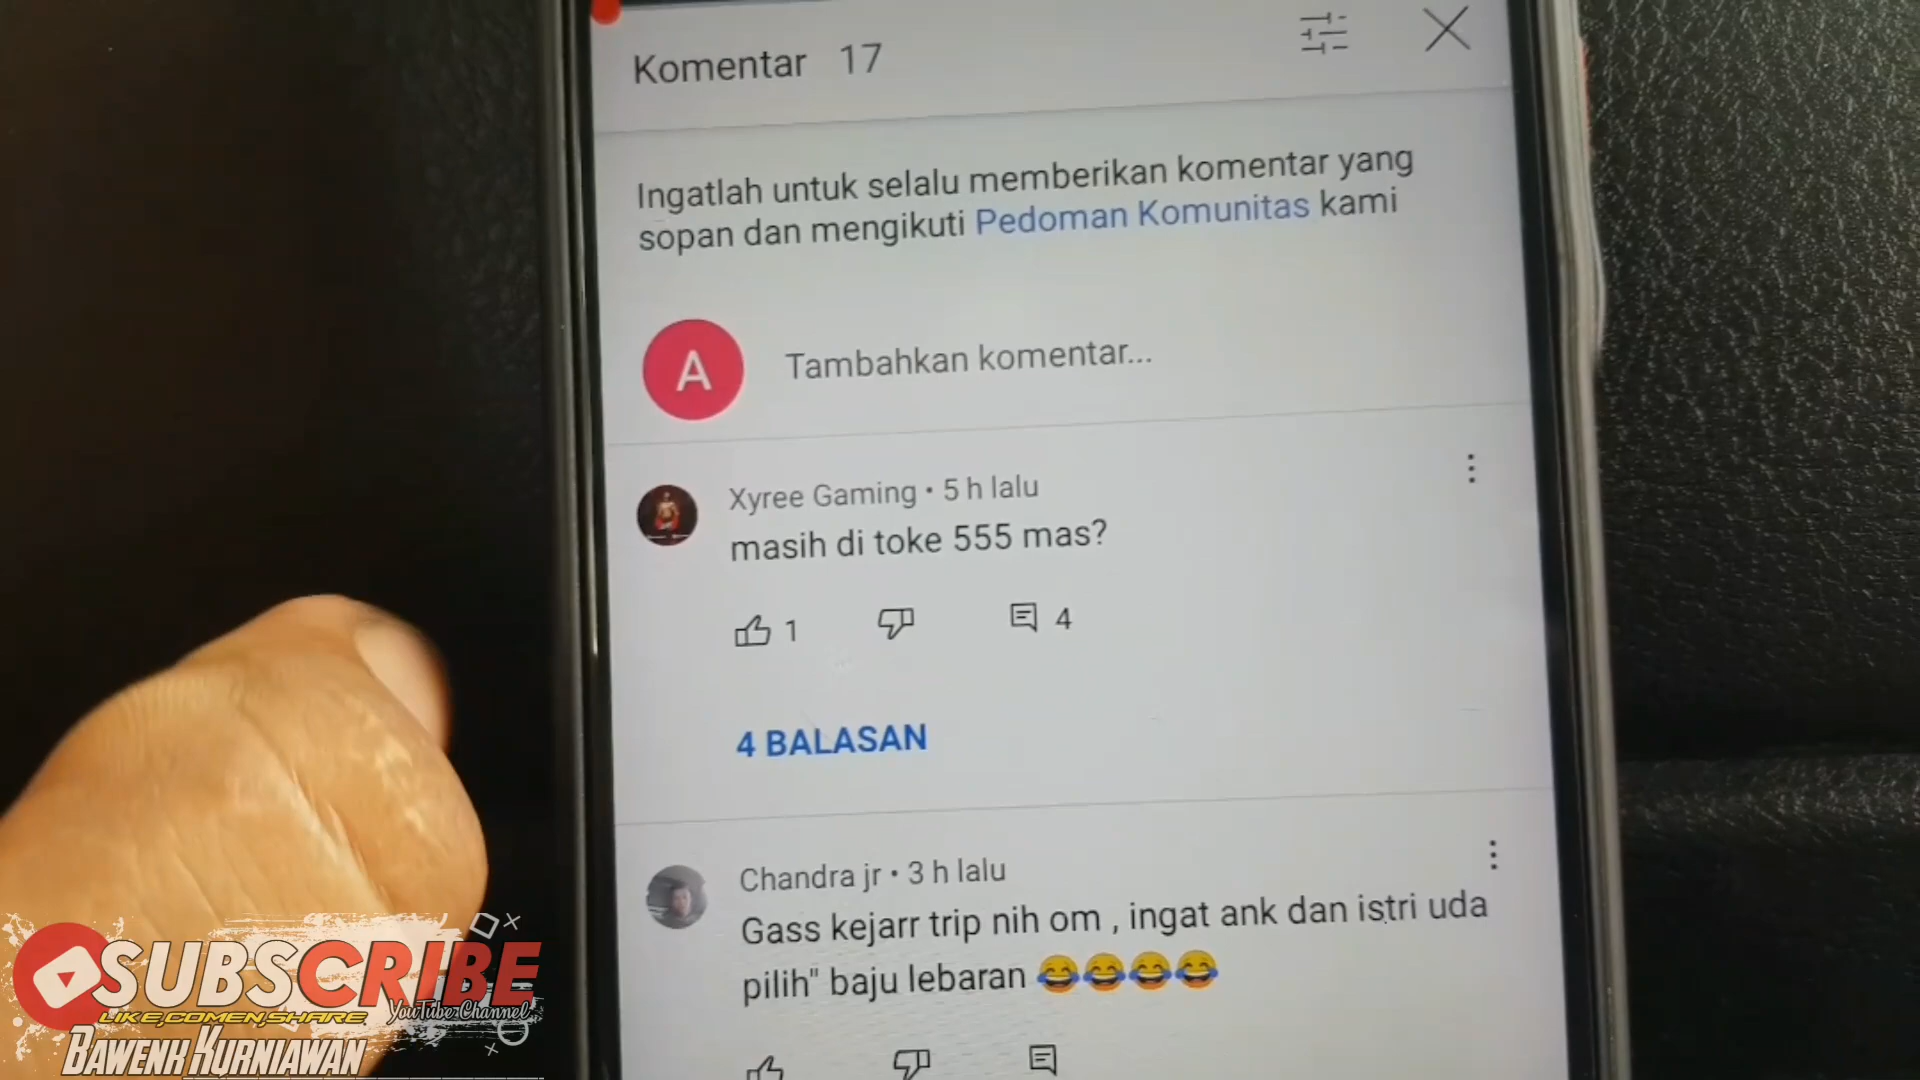 Komentar 17
Ingatlah untuk selalu memberikan komentar yang
sopan dan mengikuti Pedoman Komunitas kami
A
Tambahkan komentar...
Xyree Gaming • 5 h lalu
masih di toke 555 mas?
1
4
4 BALASAN
Chandra jr • 3 h lalu
Gass kejarr trip nih om , ingat ank dan istri uda
pilih" baju lebaran 😂😂😂😂
SUBSCRIBE
LIKE,COMEN,SHARE
YouTube Channel
BAWENK KURNIAWAN